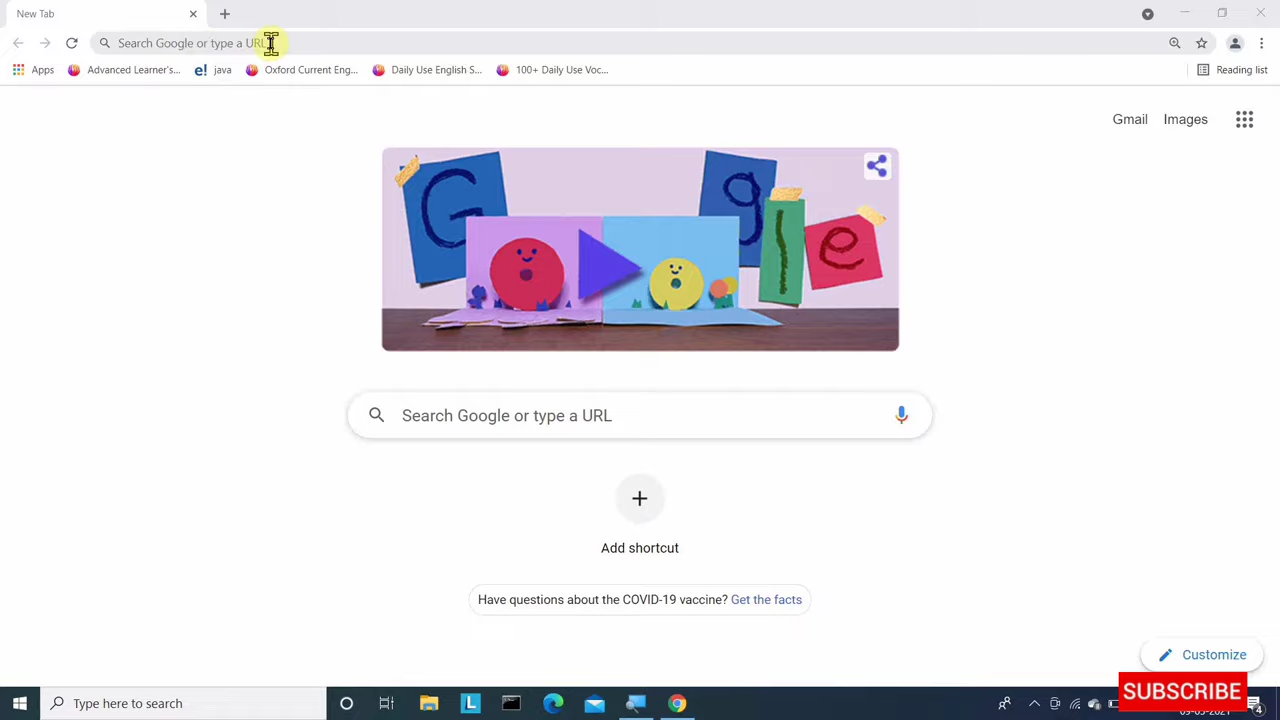 New Tab
Search Google or type a URL
Apps
Advanced Learner's...
e! java
Oxford Current Eng...
Daily Use English S...
100+ Daily Use Voc...
Reading list
Gmail
Images
G
g
l
e
Search Google or type a URL
Add shortcut
Have questions about the COVID-19 vaccine? Get the facts
Customize
SUBSCRIBE
Type here to search
L
4